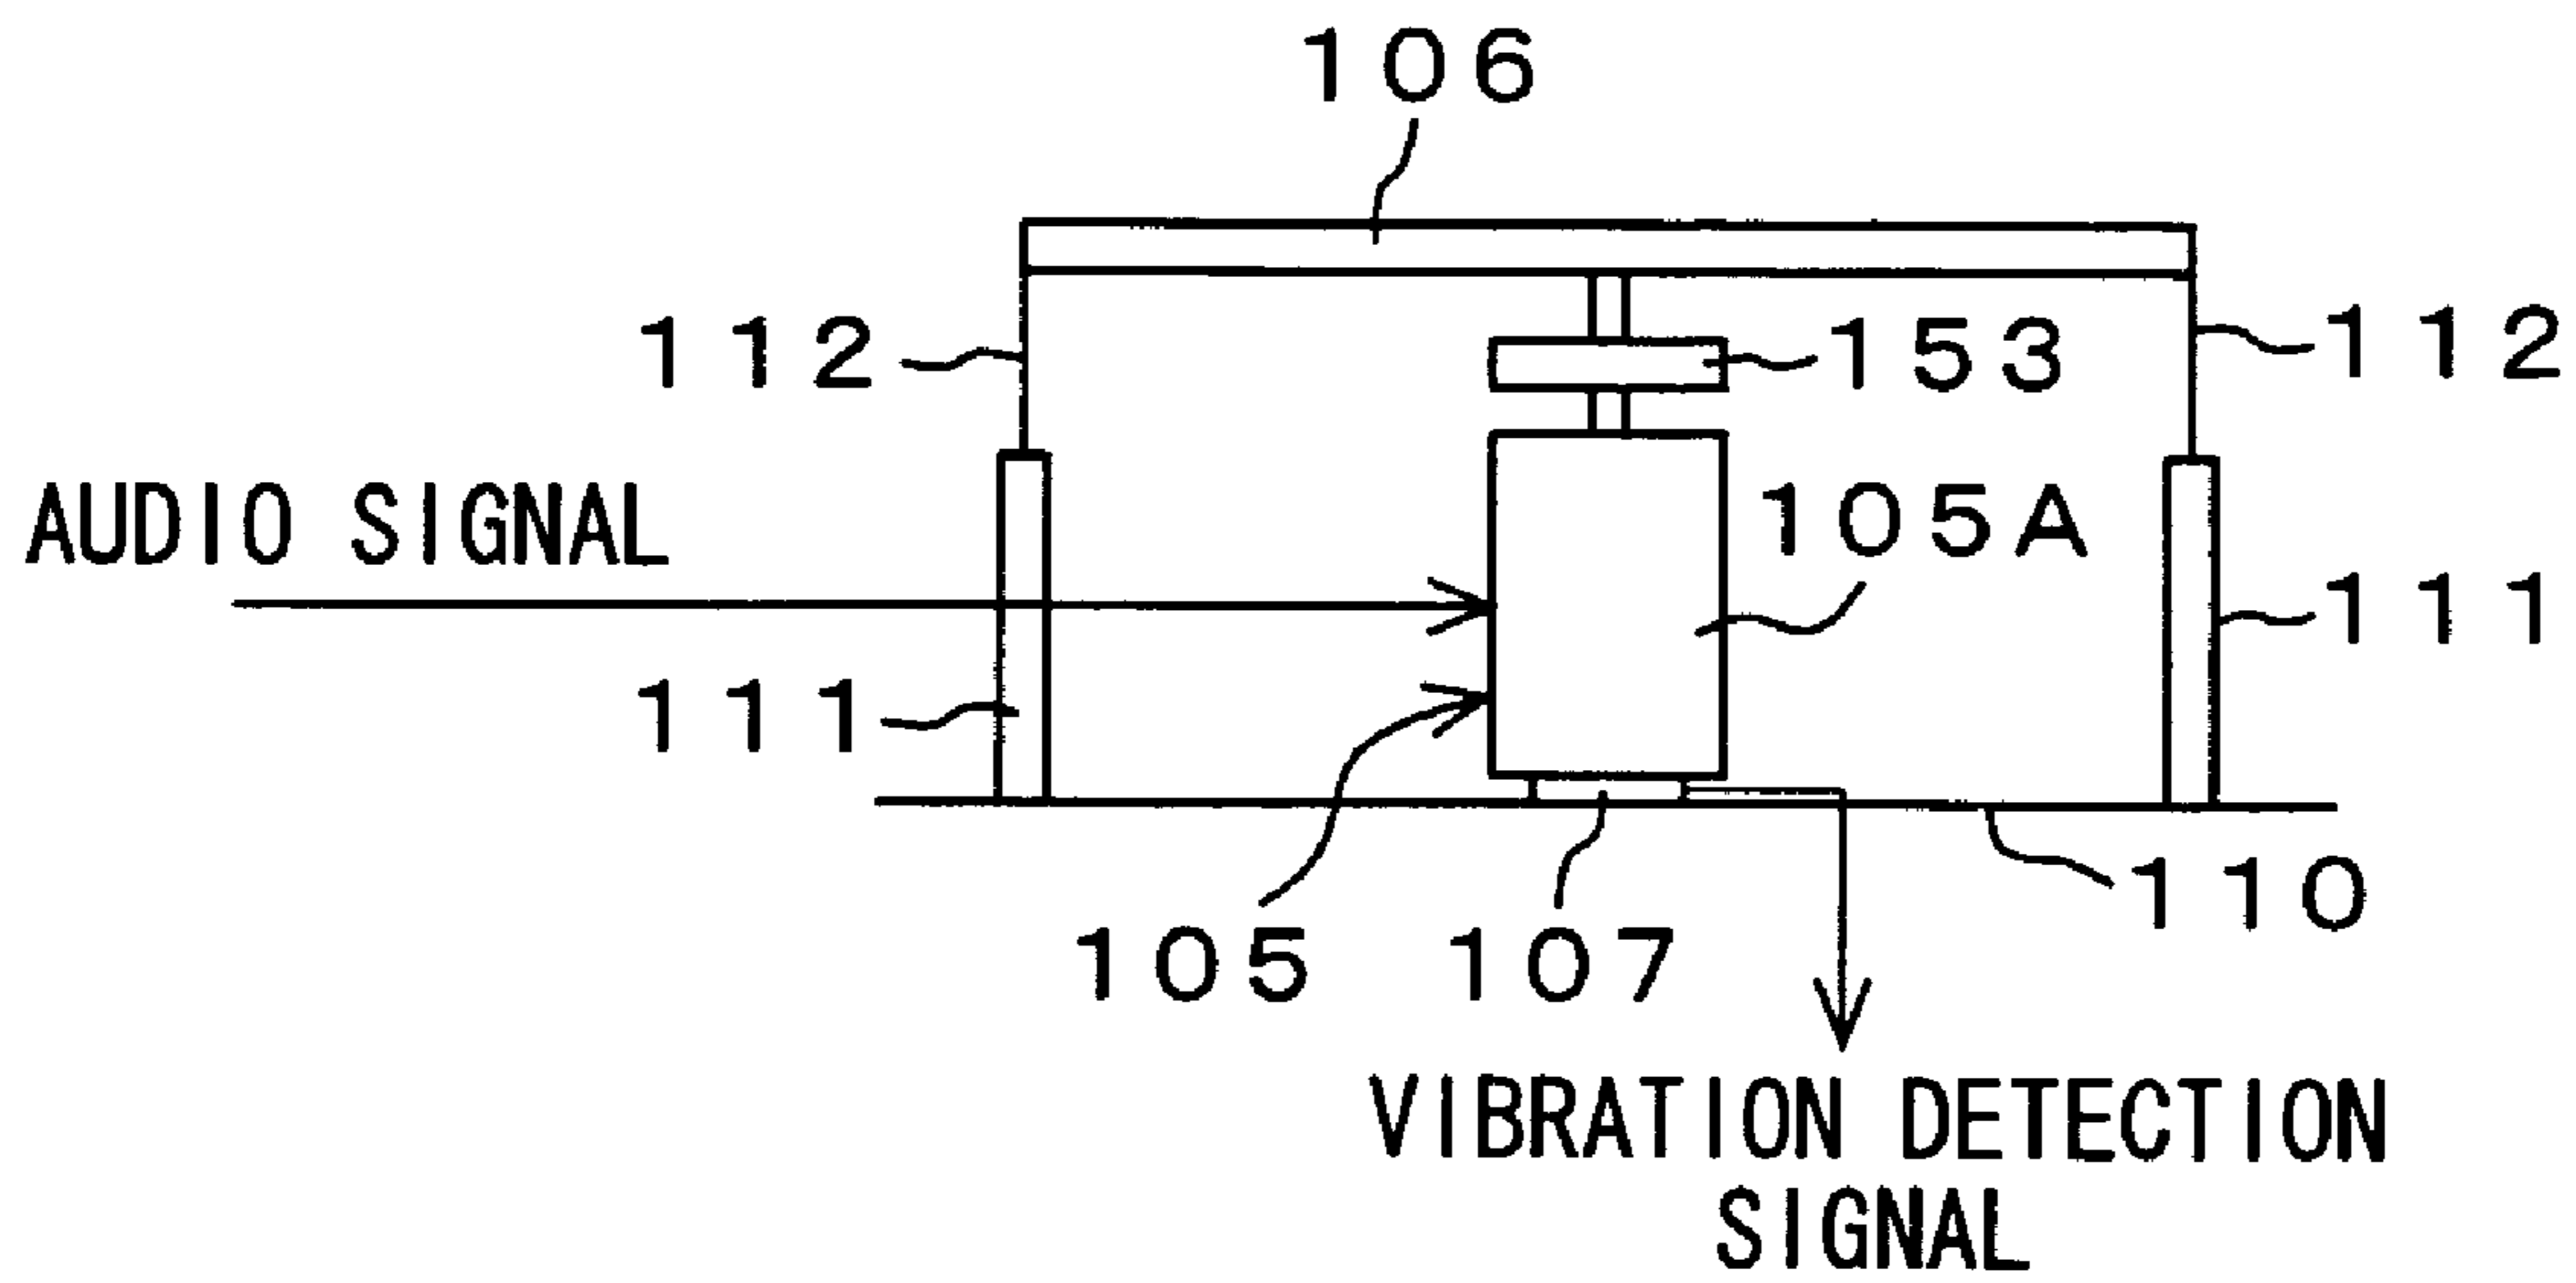 106
112
153
112
AUDIO SIGNAL
105A
111
111
110
105
107
VIBRATION DETECTION
SIGNAL